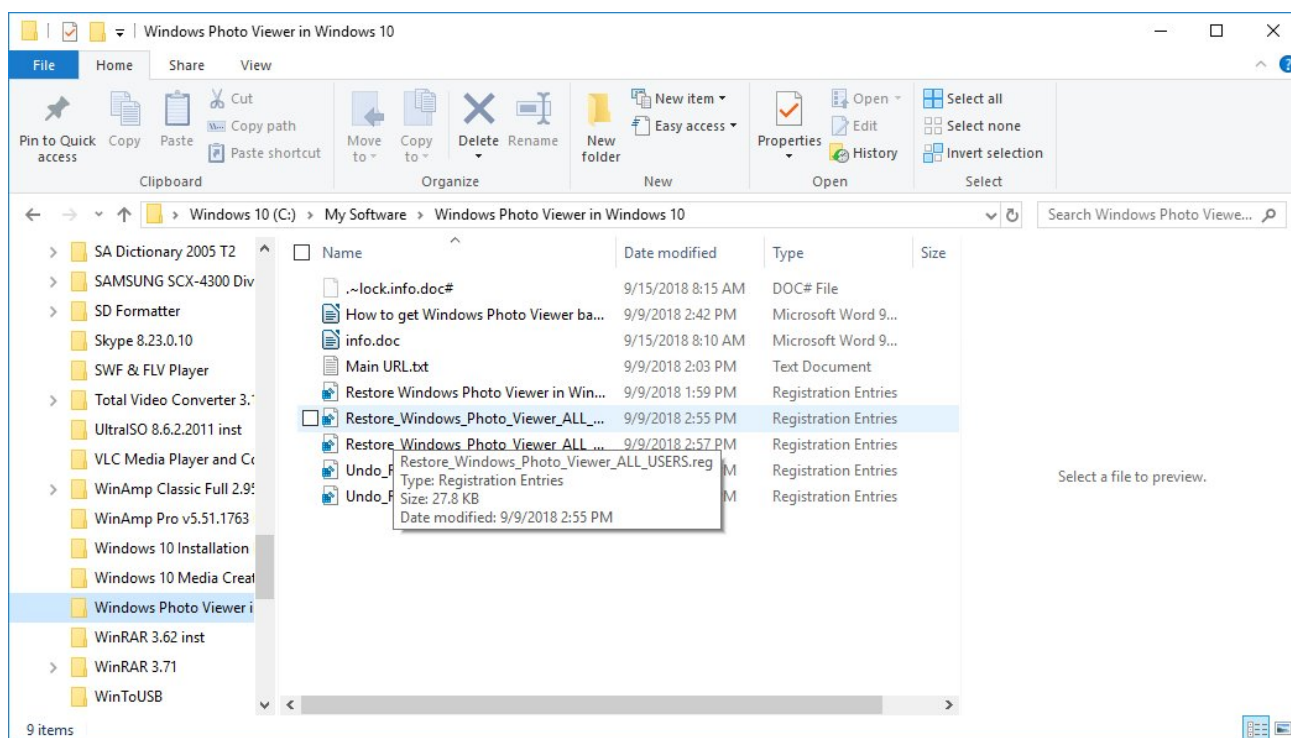 Windows Photo Viewer in Windows 10
File Home Share View
Pin to Quick access
Copy
Paste
Cut
Copy path
Paste shortcut
Move to
Copy to
Delete
Rename
New folder
New item
Easy access
Properties
Open
Edit
History
Select all
Select none
Invert selection
Clipboard Organize New Open Select
Windows 10 (C:) > My Software > Windows Photo Viewer in Windows 10
Search Windows Photo Viewe...
SA Dictionary 2005 T2
SAMSUNG SCX-4300 Div
SD Formatter
Skype 8.23.0.10
SWF & FLV Player
Total Video Converter 3.
UltraISO 8.6.2.2011 inst
VLC Media Player and Co
WinAmp Classic Full 2.95
WinAmp Pro v5.51.1763
Windows 10 Installation
Windows 10 Media Creat
Windows Photo Viewer i
WinRAR 3.62 inst
WinRAR 3.71
WinToUSB
Name Date modified Type Size
.~lock.info.doc# 9/15/2018 8:15 AM DOC# File
How to get Windows Photo Viewer ba... 9/9/2018 2:42 PM Microsoft Word 9...
info.doc 9/15/2018 8:10 AM Microsoft Word 9...
Main URL.txt 9/9/2018 2:03 PM Text Document
Restore Windows Photo Viewer in Win... 9/9/2018 1:59 PM Registration Entries
Restore_Windows_Photo_Viewer_ALL_... 9/9/2018 2:55 PM Registration Entries
Restore_Windows_Photo_Viewer_ALL_... 9/9/2018 2:57 PM Registration Entries
Undo_ M Registration Entries
Undo_ M Registration Entries
Restore_Windows_Photo_Viewer_ALL_USERS.reg
Type: Registration Entries
Size: 27.8 KB
Date modified: 9/9/2018 2:55 PM
Select a file to preview.
9 items